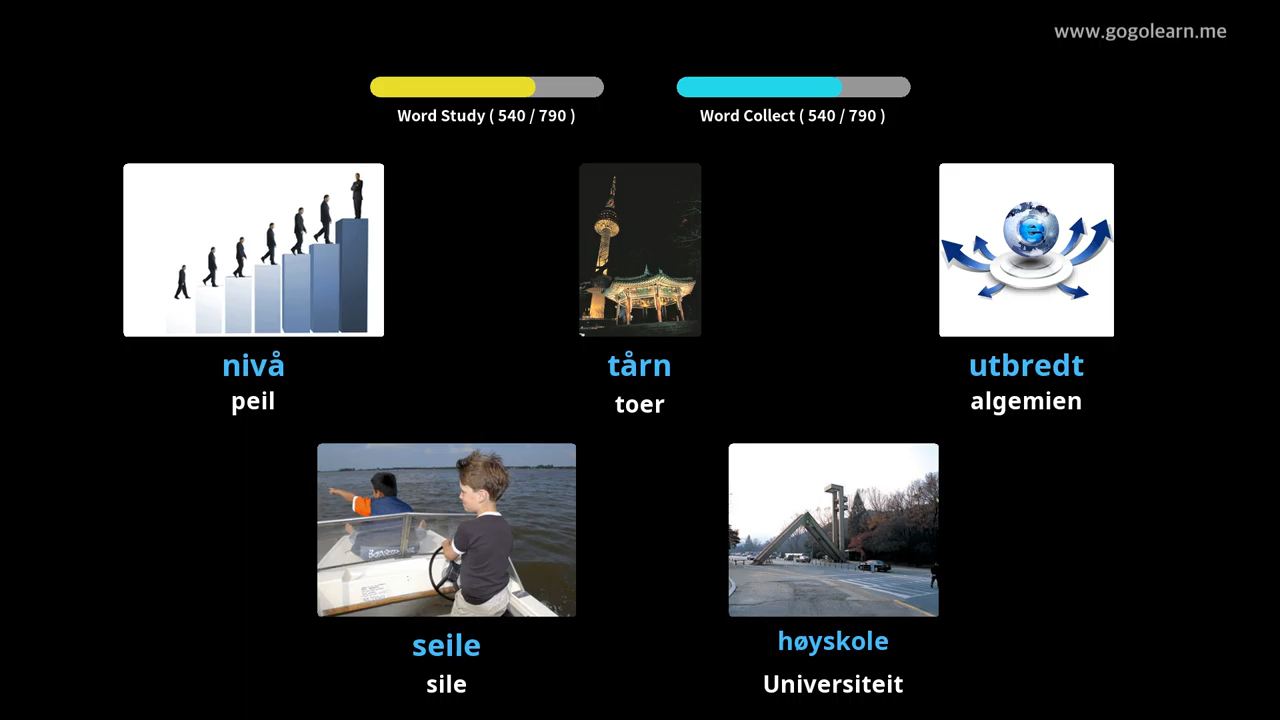 www.gogolearn.me
Word Study ( 540 / 790 )
Word Collect ( 540 / 790 )
nivå
peil
tårn
toer
utbredt
algemien
seile
sile
høyskole
Universiteit